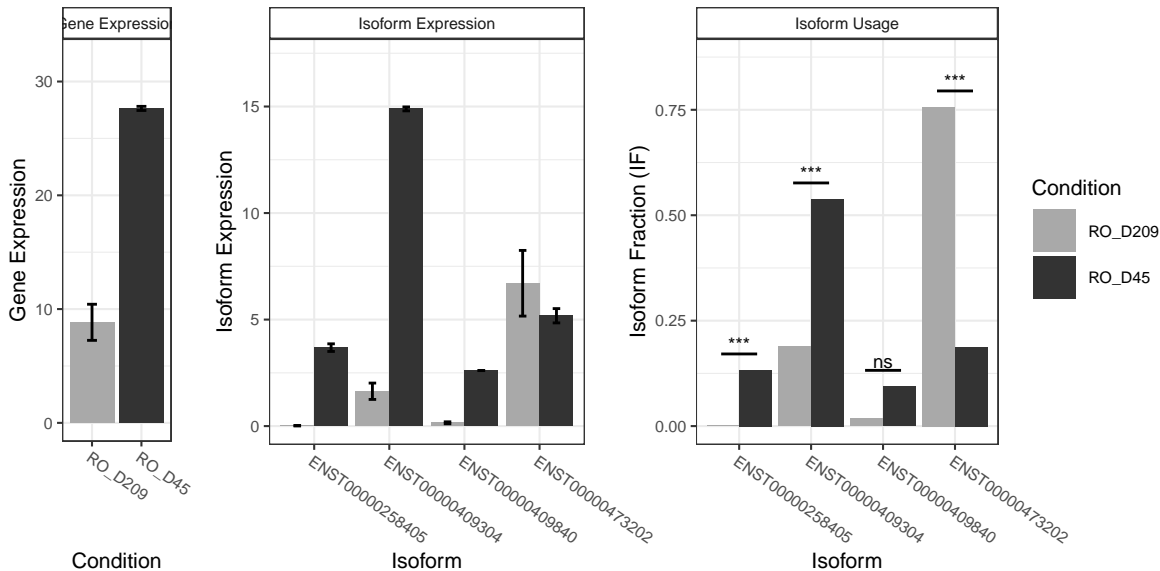 Gene Expression
Isoform Expression
Isoform Usage
Gene Expression
30
20
10
0
RO_D209
RO_D45
Condition
Isoform Expression
15
10
5
0
ENST00000258405
ENST00000409304
ENST00000409840
ENST00000473202
Isoform
Isoform Fraction (IF)
0.75
0.50
0.25
0.00
***
***
ns
***
ENST00000258405
ENST00000409304
ENST00000409840
ENST00000473202
Isoform
Condition
RO_D209
RO_D45